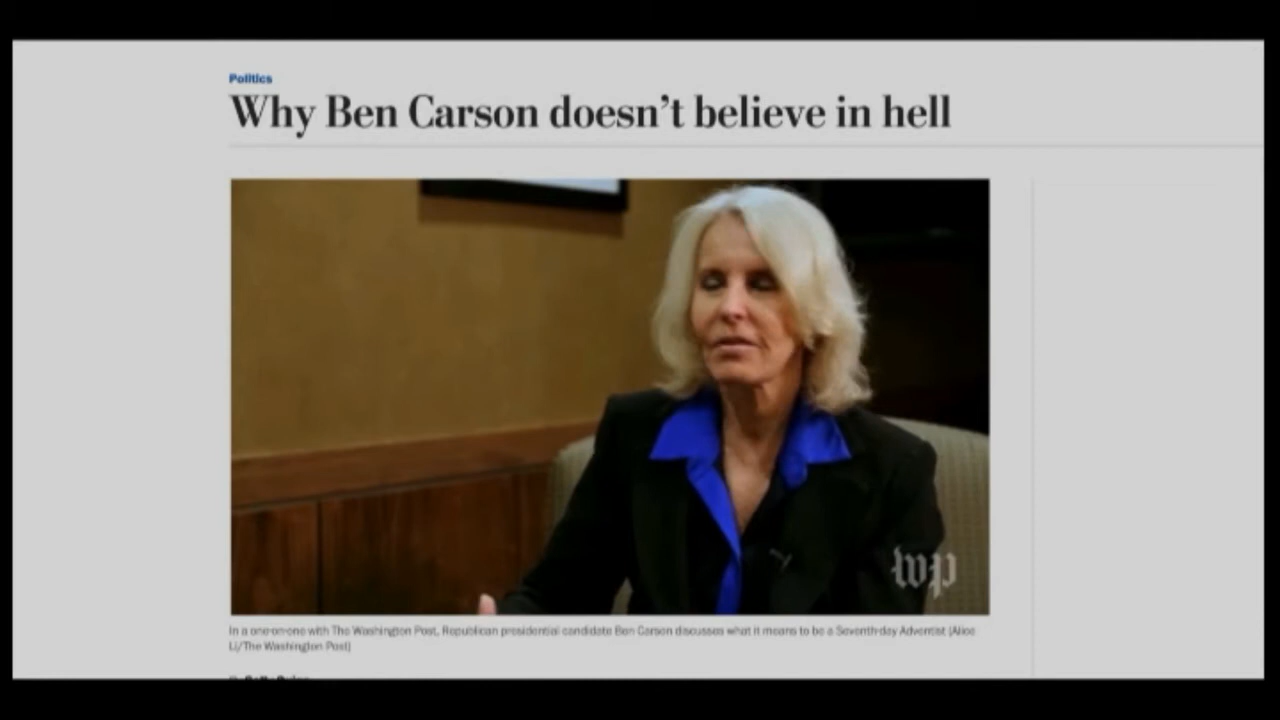 Politics
Why Ben Carson doesn't believe in hell
wp
In a one-on-one with The Washington Post, Republican presidential candidate Ben Carson discusses what it means to be a Seventh-day Adventist (Alice
Li/The Washington Post)